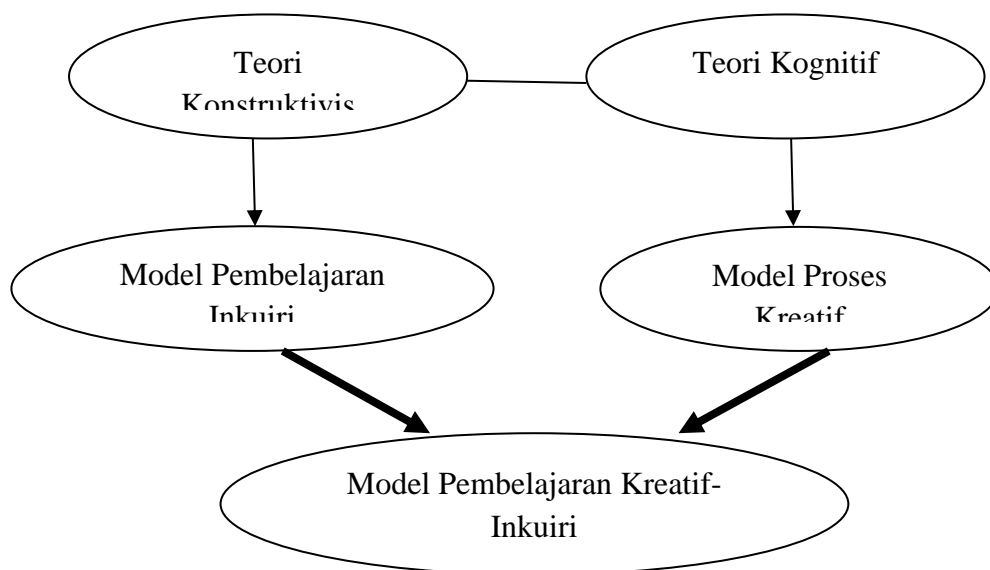 Teori
Konstruktivis
Teori Kognitif
Model Pembelajaran
Inkuiri
Model Proses
Kreatif
Model Pembelajaran Kreatif-
Inkuiri